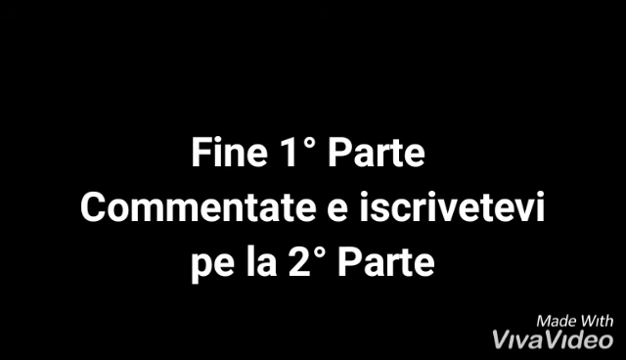 Fine 1° Parte
Commentate e iscrivetevi
pe la 2° Parte
Made With
VivaVideo